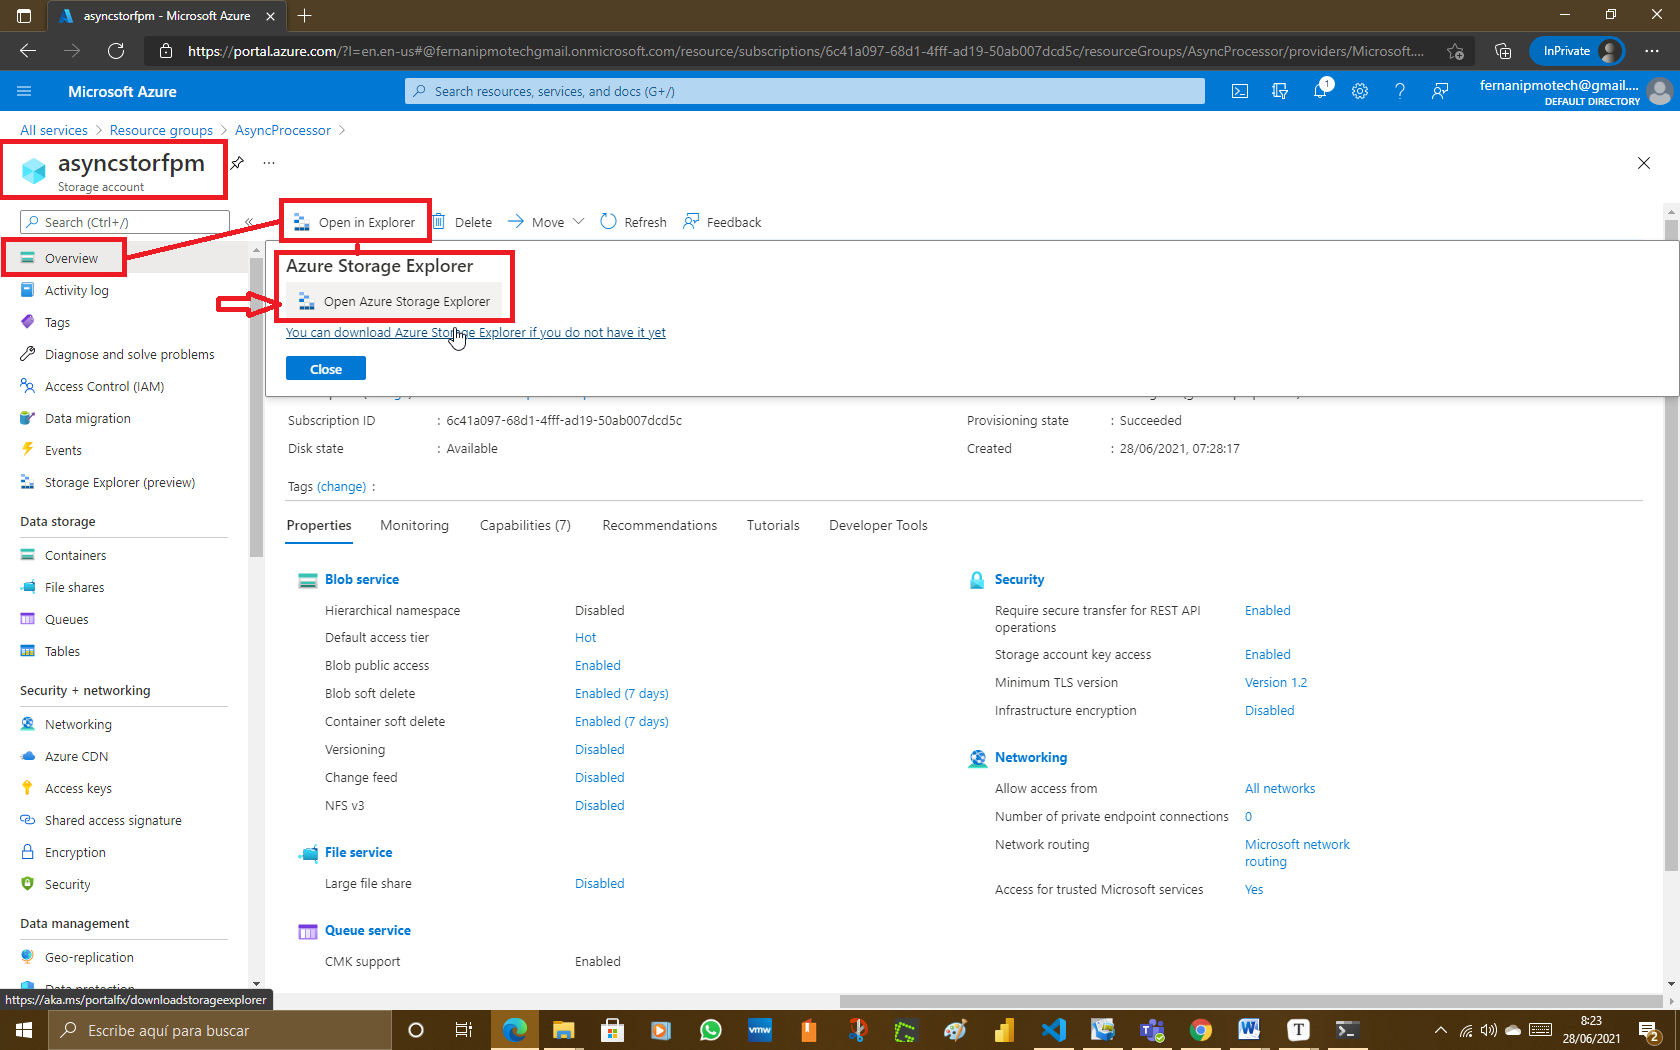 asyncstorfpm - Microsoft Azure
https://portal.azure.com/?l=en.en-us#@fernanipmotechgmail.onmicrosoft.com/resource/subscriptions/6c41a097-68d1-4fff-ad19-50ab007dcd5c/resourceGroups/AsyncProcessor/providers/Microsoft....
InPrivate
Microsoft Azure
Search resources, services, and docs (G+/)
1
fernanipmotech@gmail....
DEFAULT DIRECTORY
All services > Resource groups > AsyncProcessor >
asyncstorfpm
Storage account
Search (Ctrl+/)
Overview
Activity log
Tags
Diagnose and solve problems
Access Control (IAM)
Data migration
Events
Storage Explorer (preview)
Data storage
Containers
File shares
Queues
Tables
Security + networking
Networking
Azure CDN
Access keys
Shared access signature
Encryption
Security
Data management
Geo-replication
Data protection
Open in Explorer
Delete
Move
Refresh
Feedback
Azure Storage Explorer
Open Azure Storage Explorer
You can download Azure Storage Explorer if you do not have it yet
Close
Subscription ID : 6c41a097-68d1-4fff-ad19-50ab007dcd5c
Disk state : Available
Provisioning state : Succeeded
Created : 28/06/2021, 07:28:17
Tags (change) :
Properties Monitoring Capabilities (7) Recommendations Tutorials Developer Tools
Blob service
Hierarchical namespace Disabled
Default access tier Hot
Blob public access Enabled
Blob soft delete Enabled (7 days)
Container soft delete Enabled (7 days)
Versioning Disabled
Change feed Disabled
NFS v3 Disabled
File service
Large file share Disabled
Queue service
CMK support Enabled
Security
Require secure transfer for REST API Enabled
operations
Storage account key access Enabled
Minimum TLS version Version 1.2
Infrastructure encryption Disabled
Networking
Allow access from All networks
Number of private endpoint connections 0
Network routing Microsoft network
routing
Access for trusted Microsoft services Yes
https://aka.ms/portalfx/downloadstorageexplorer
Escribe aquí para buscar
vmw
8:23
28/06/2021
2